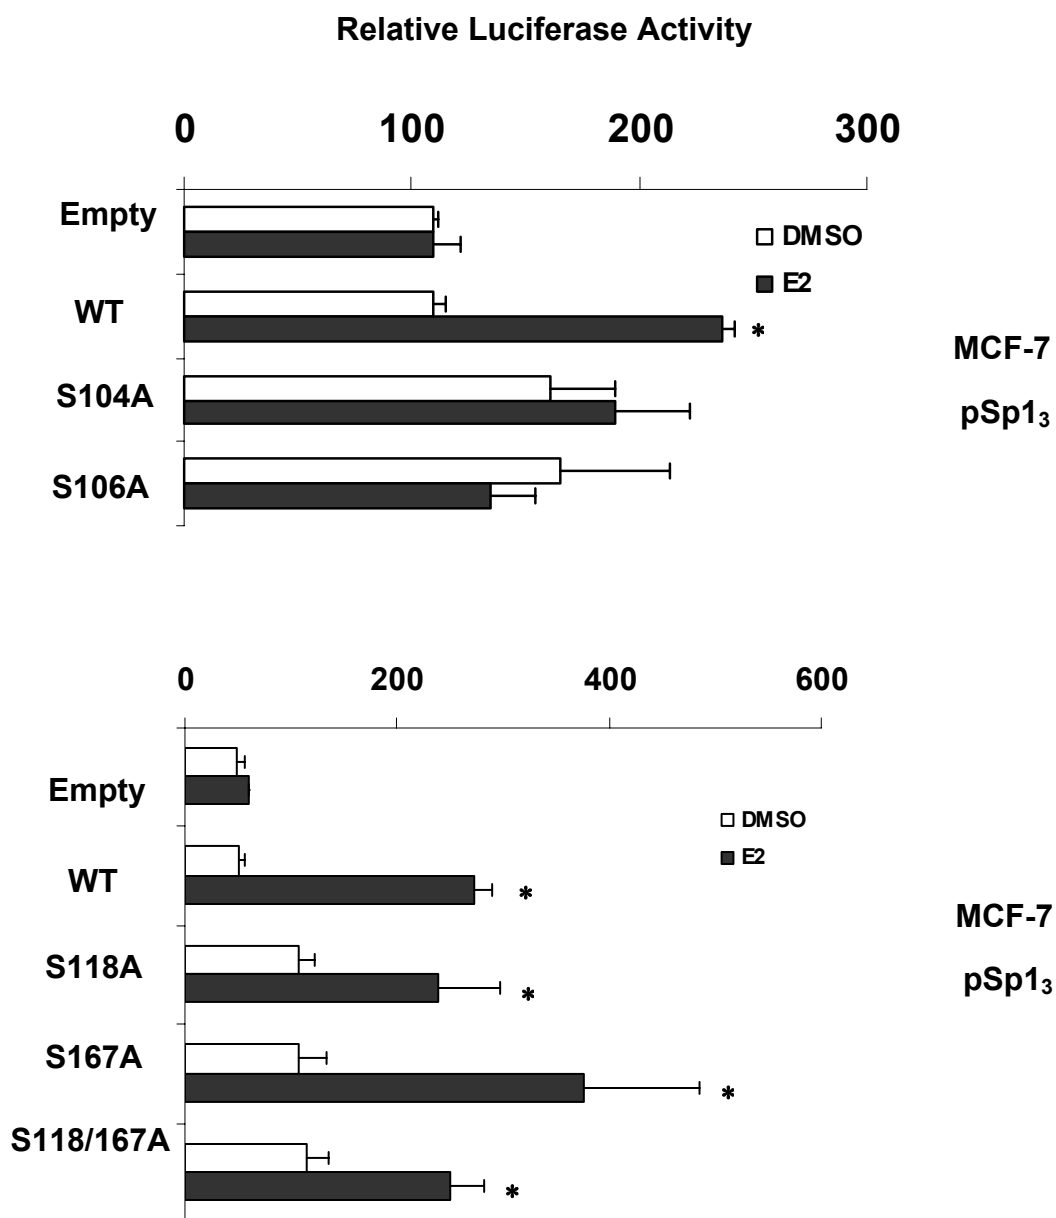 Relative Luciferase Activity
0 100 200 300
Empty
DMSO
E2
WT
*
MCF-7
S104A
pSp1₃
S106A
0 200 400 600
Empty
DMSO
E2
WT
*
MCF-7
S118A
*
pSp1₃
S167A
*
S118/167A
*